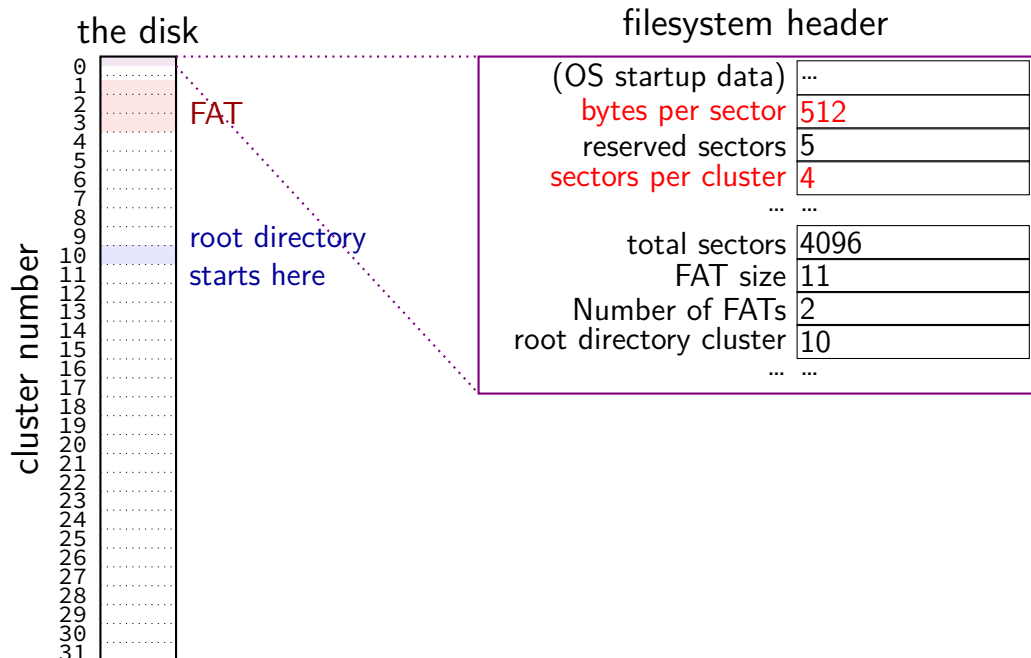 the disk
cluster number
0
1
2
3
4
5
6
7
8
9
10
11
12
13
14
15
16
17
18
19
20
21
22
23
24
25
26
27
28
29
30
31
FAT
root directory
starts here
filesystem header
(OS startup data) ...
bytes per sector 512
reserved sectors 5
sectors per cluster 4
... ...
total sectors 4096
FAT size 11
Number of FATs 2
root directory cluster 10
... ...